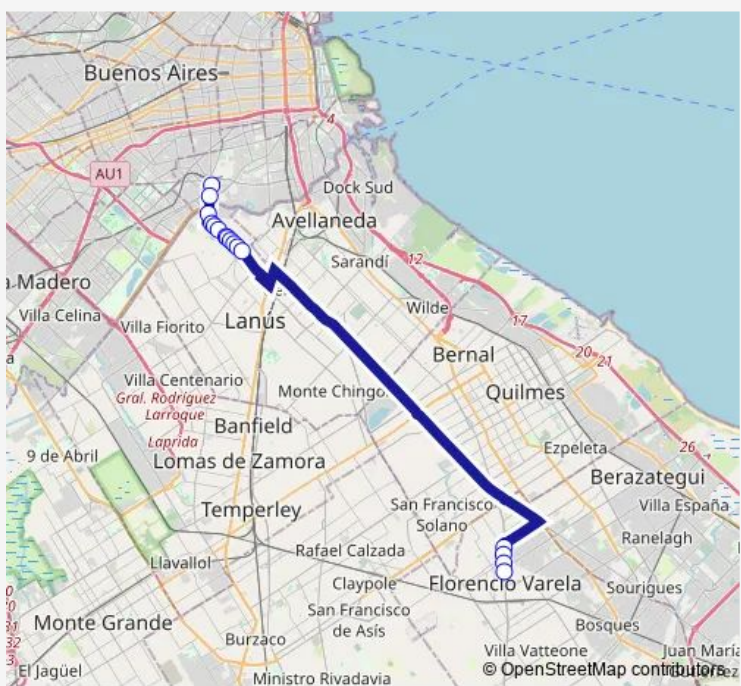 Buenos Aires
4
AU1
Dock Sud
Avellaneda
Sarandí
12
a Madero
Villa Celina
Villa Fiorito
Lanús
Wilde
17
Bernal
20
21
Villa Centenario
Gral. Rodríguez
Larroque
Laprida
Monte Chingo
Quilmes
Banfield
9 de Abril
Lomas de Zamora
Ezpeleta
26
Berazategui
Temperley
San Francisco
Solano
Villa España
Ranelagh
Llavallol
Rafael Calzada
Claypole
Florencio Varela
Sourigues
San Francisco
de Asís
Bosques
Monte Grande
Burzaco
Villa Vatteone
Juan María
El Jagüel
Ministro Rivadavia
© OpenStreetMap contributors